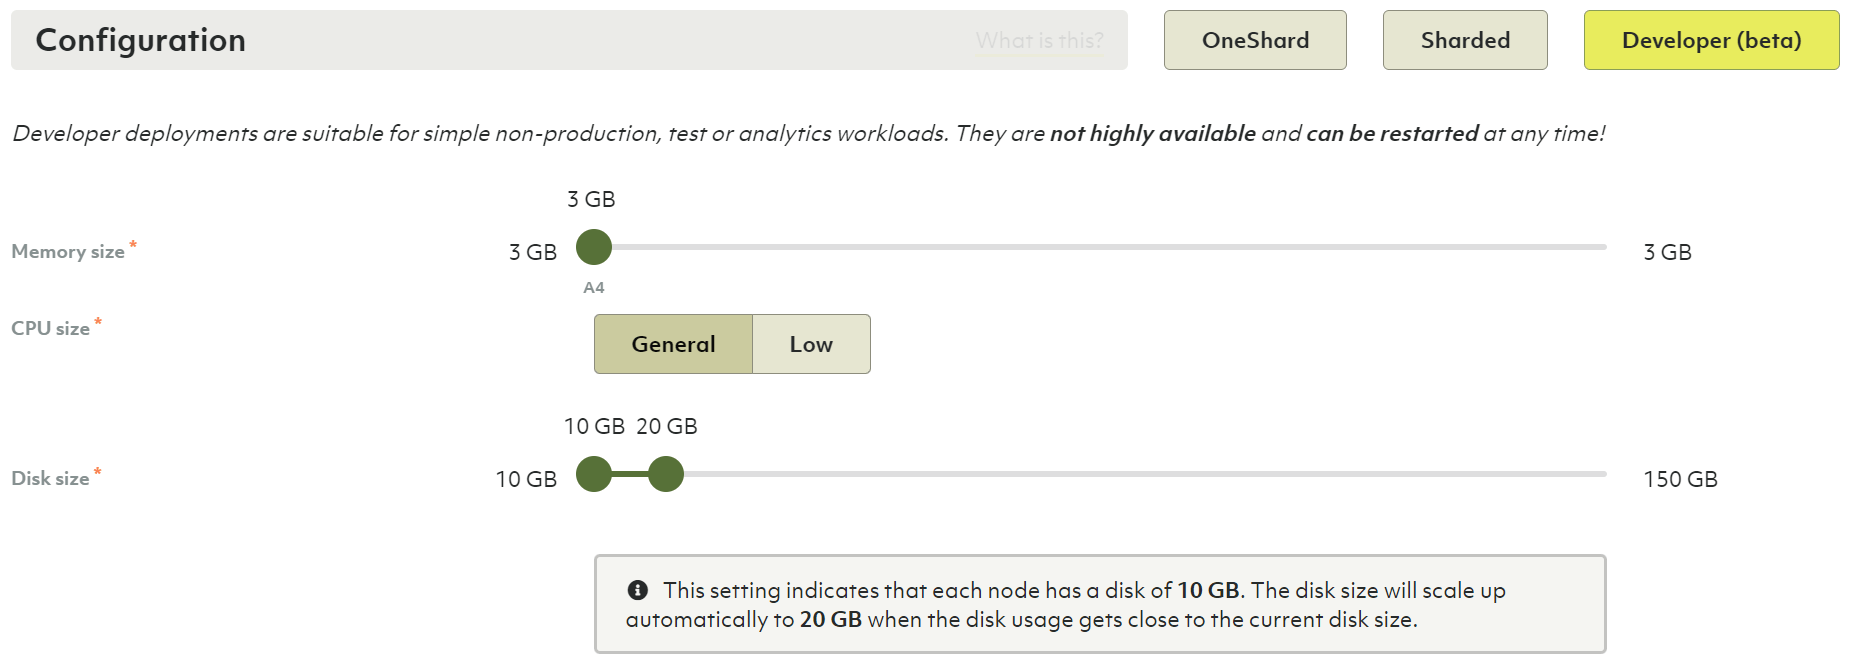 Configuration
What is this?
OneShard
Sharded
Developer (beta)
Developer deployments are suitable for simple non-production, test or analytics workloads. They are not highly available and can be restarted at any time!
3 GB
Memory size *
3 GB
3 GB
A4
CPU size *
General
Low
10 GB 20 GB
Disk size *
10 GB
150 GB
This setting indicates that each node has a disk of 10 GB. The disk size will scale up
automatically to 20 GB when the disk usage gets close to the current disk size.